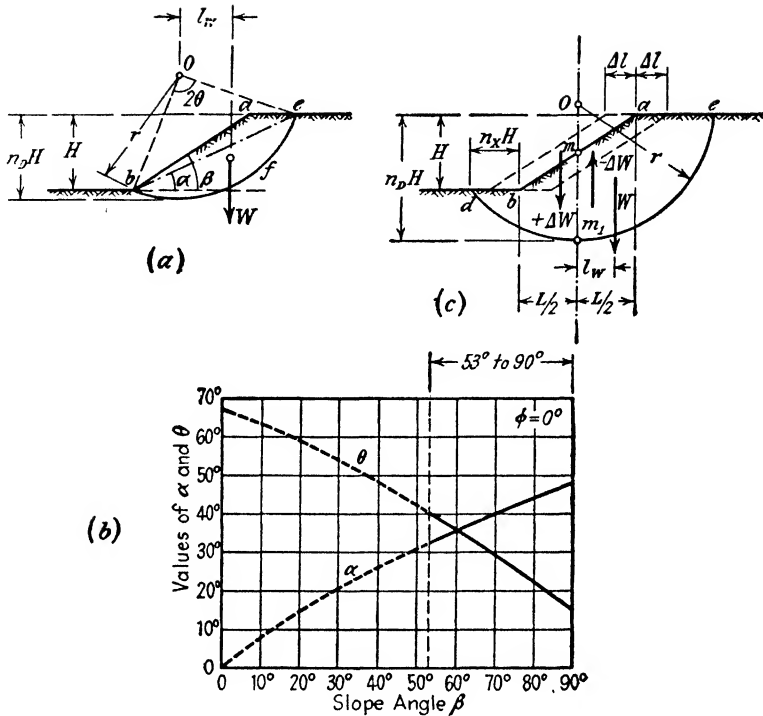 l_W
O
2θ
a
e
r
n_D H
H
b
α
β
f
W
(a)
Δl
Δl
O
a
e
n_x H
m
r
H
n_D H
-ΔW
b
d
W
+ΔW
m_1
l_W
L/2
L/2
(c)
53° to 90°
70°
60°
50°
40°
30°
20°
10°
0
Values of α and θ
ϕ=0°
θ
α
(b)
0 10° 20° 30° 40° 50° 60° 70° 80° 90°
Slope Angle β